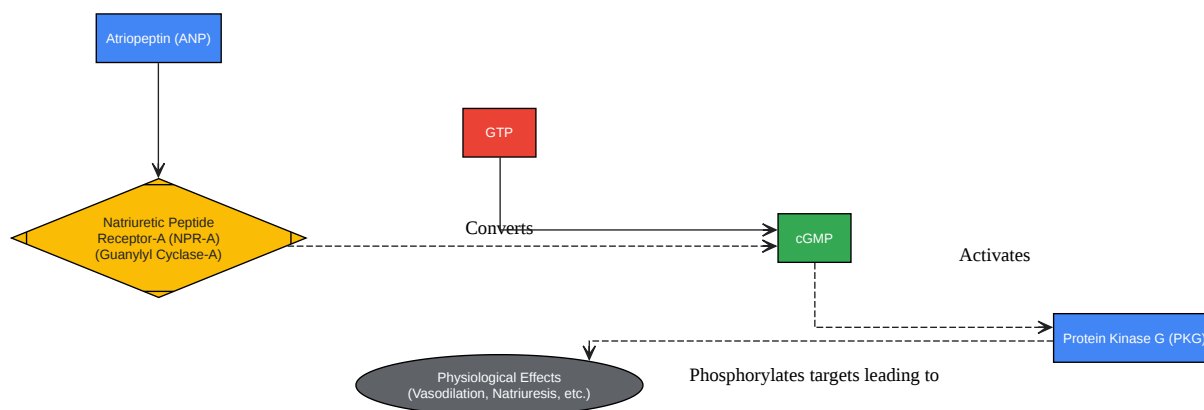 Atriopeptin (ANP)
GTP
Natriuretic Peptide
Receptor-A (NPR-A)
(Guanylyl Cyclase-A)
Converts
cGMP
Activates
Protein Kinase G (PKG)
Phosphorylates targets leading to
Physiological Effects
(Vasodilation, Natriuresis, etc.)